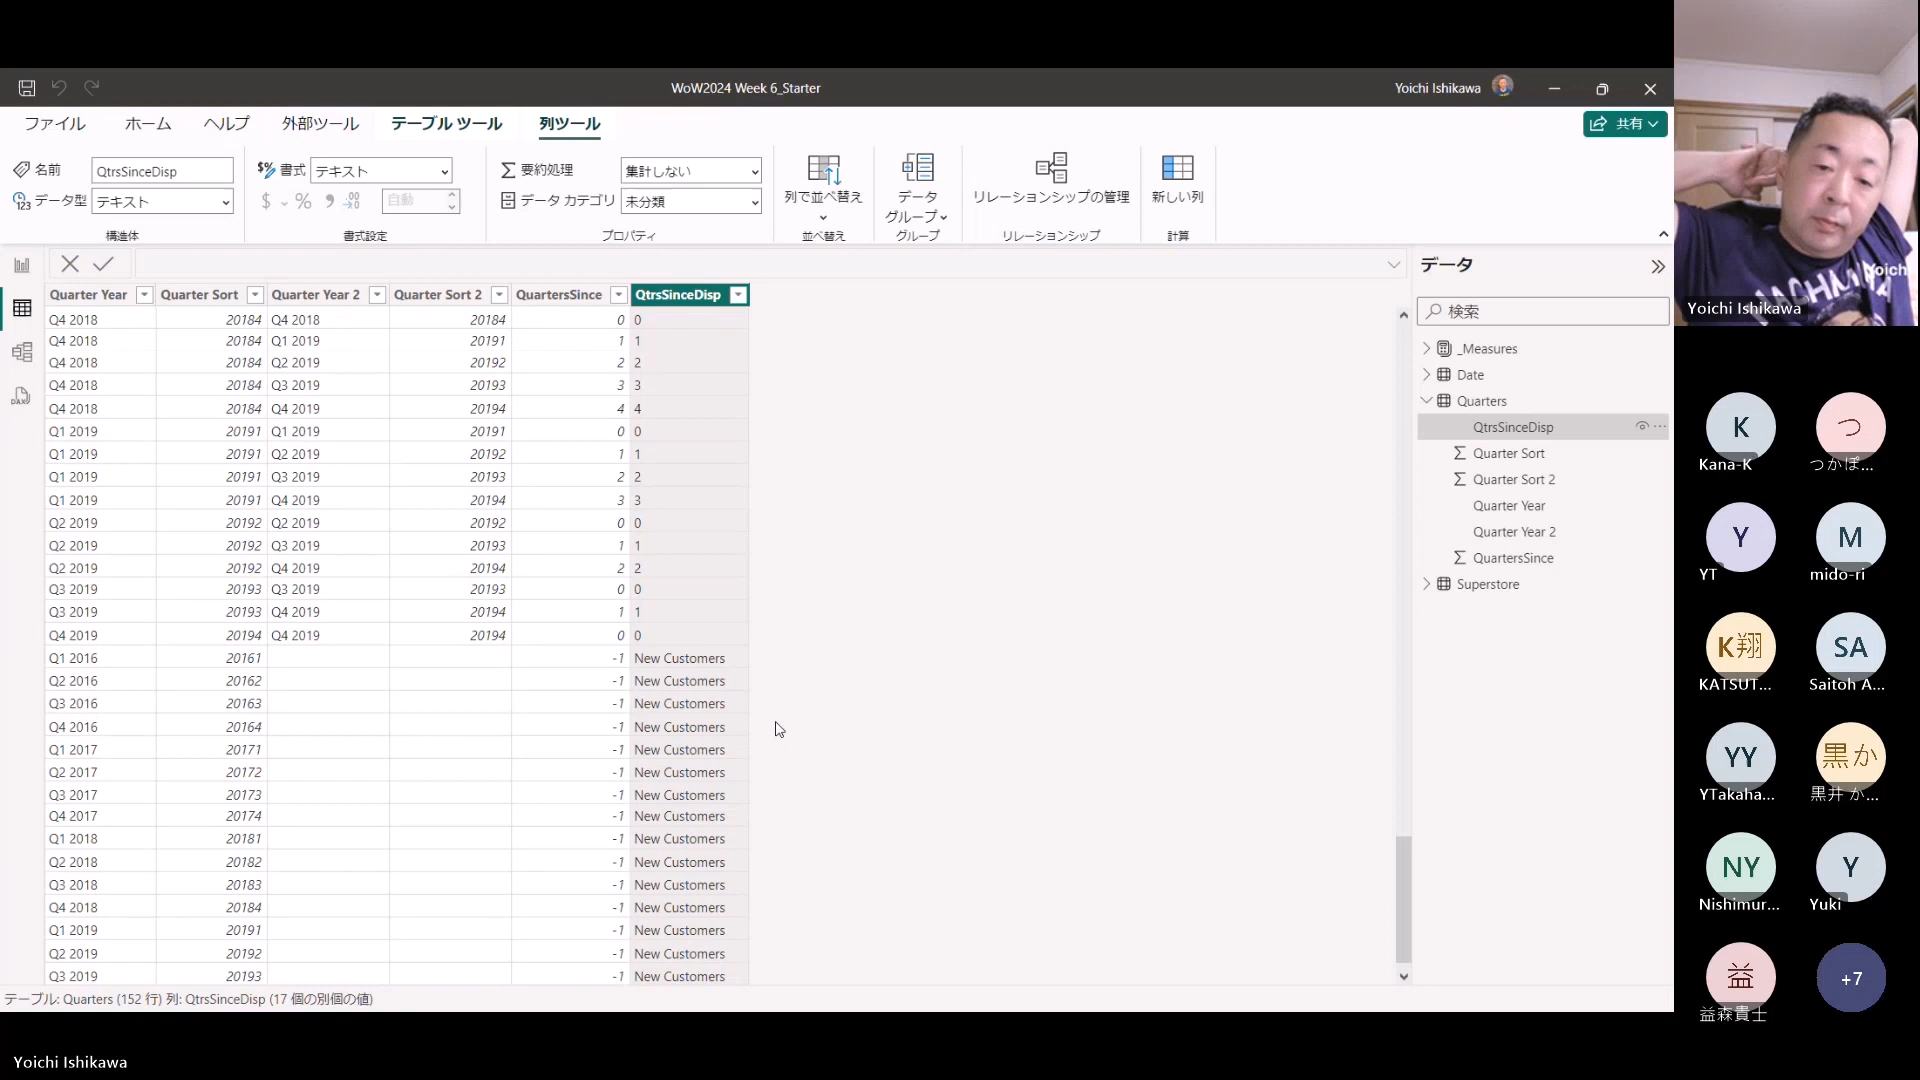 WoW2024 Week 6_Starter
Yoichi Ishikawa
ファイル ホーム ヘルプ 外部ツール テーブル ツール 列ツール 共有
名前 QtrsSinceDisp 書式 テキスト 要約処理 集計しない 列で並べ替え データ グループ リレーションシップの管理 新しい列
データ型 テキスト $ % 自動 データ カテゴリ 未分類
構造体 書式設定 プロパティ 並べ替え グループ リレーションシップ 計算
Quarter Year Quarter Sort Quarter Year 2 Quarter Sort 2 QuartersSince QtrsSinceDisp
Q4 2018 20184 Q4 2018 20184 0 0
Q4 2018 20184 Q1 2019 20191 1 1
Q4 2018 20184 Q2 2019 20192 2 2
Q4 2018 20184 Q3 2019 20193 3 3
Q4 2018 20184 Q4 2019 20194 4 4
Q1 2019 20191 Q1 2019 20191 0 0
Q1 2019 20191 Q2 2019 20192 1 1
Q1 2019 20191 Q3 2019 20193 2 2
Q1 2019 20191 Q4 2019 20194 3 3
Q2 2019 20192 Q2 2019 20192 0 0
Q2 2019 20192 Q3 2019 20193 1 1
Q2 2019 20192 Q4 2019 20194 2 2
Q3 2019 20193 Q3 2019 20193 0 0
Q3 2019 20193 Q4 2019 20194 1 1
Q4 2019 20194 Q4 2019 20194 0 0
Q1 2016 20161 -1 New Customers
Q2 2016 20162 -1 New Customers
Q3 2016 20163 -1 New Customers
Q4 2016 20164 -1 New Customers
Q1 2017 20171 -1 New Customers
Q2 2017 20172 -1 New Customers
Q3 2017 20173 -1 New Customers
Q4 2017 20174 -1 New Customers
Q1 2018 20181 -1 New Customers
Q2 2018 20182 -1 New Customers
Q3 2018 20183 -1 New Customers
Q4 2018 20184 -1 New Customers
Q1 2019 20191 -1 New Customers
Q2 2019 20192 -1 New Customers
Q3 2019 20193 -1 New Customers
テーブル: Quarters (152 行) 列: QtrsSinceDisp (17 個の別個の値)
データ
検索
_Measures
Date
Quarters
QtrsSinceDisp
Quarter Sort
Quarter Sort 2
Quarter Year
Quarter Year 2
QuartersSince
Superstore
Yoichi Ishikawa
K つ
Kana-K つかぽ...
Y M
YT mido-ri
K翔 SA
KATSUT... Saitoh A...
YY 黒か
YTakaha... 黒井 か...
NY Y
Nishimur... Yuki
益 +7
益森貴士
Yoichi Ishikawa